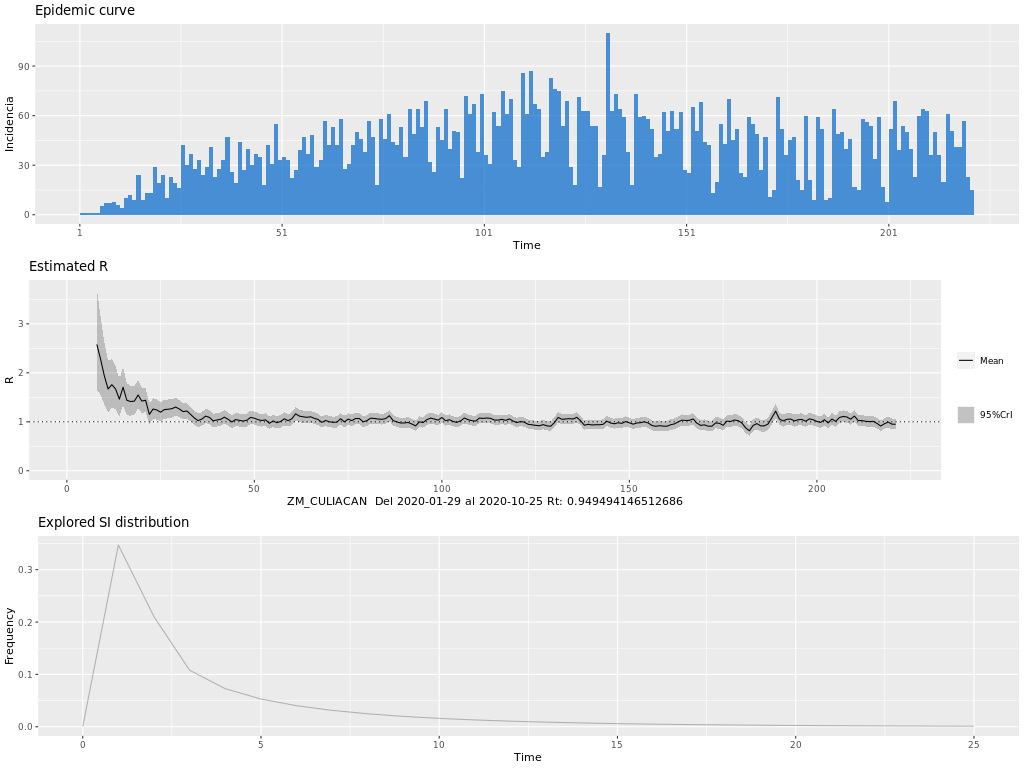 Epidemic curve
Incidencia
90
60
30
0
1
51
101
151
201
Time
Estimated R
R
3
2
1
0
0
50
100
150
200
Mean
95%CrI
ZM_CULIACAN  Del 2020-01-29 al 2020-10-25 Rt: 0.949494146512686
Explored SI distribution
Frequency
0.3
0.2
0.1
0.0
0
5
10
15
20
25
Time